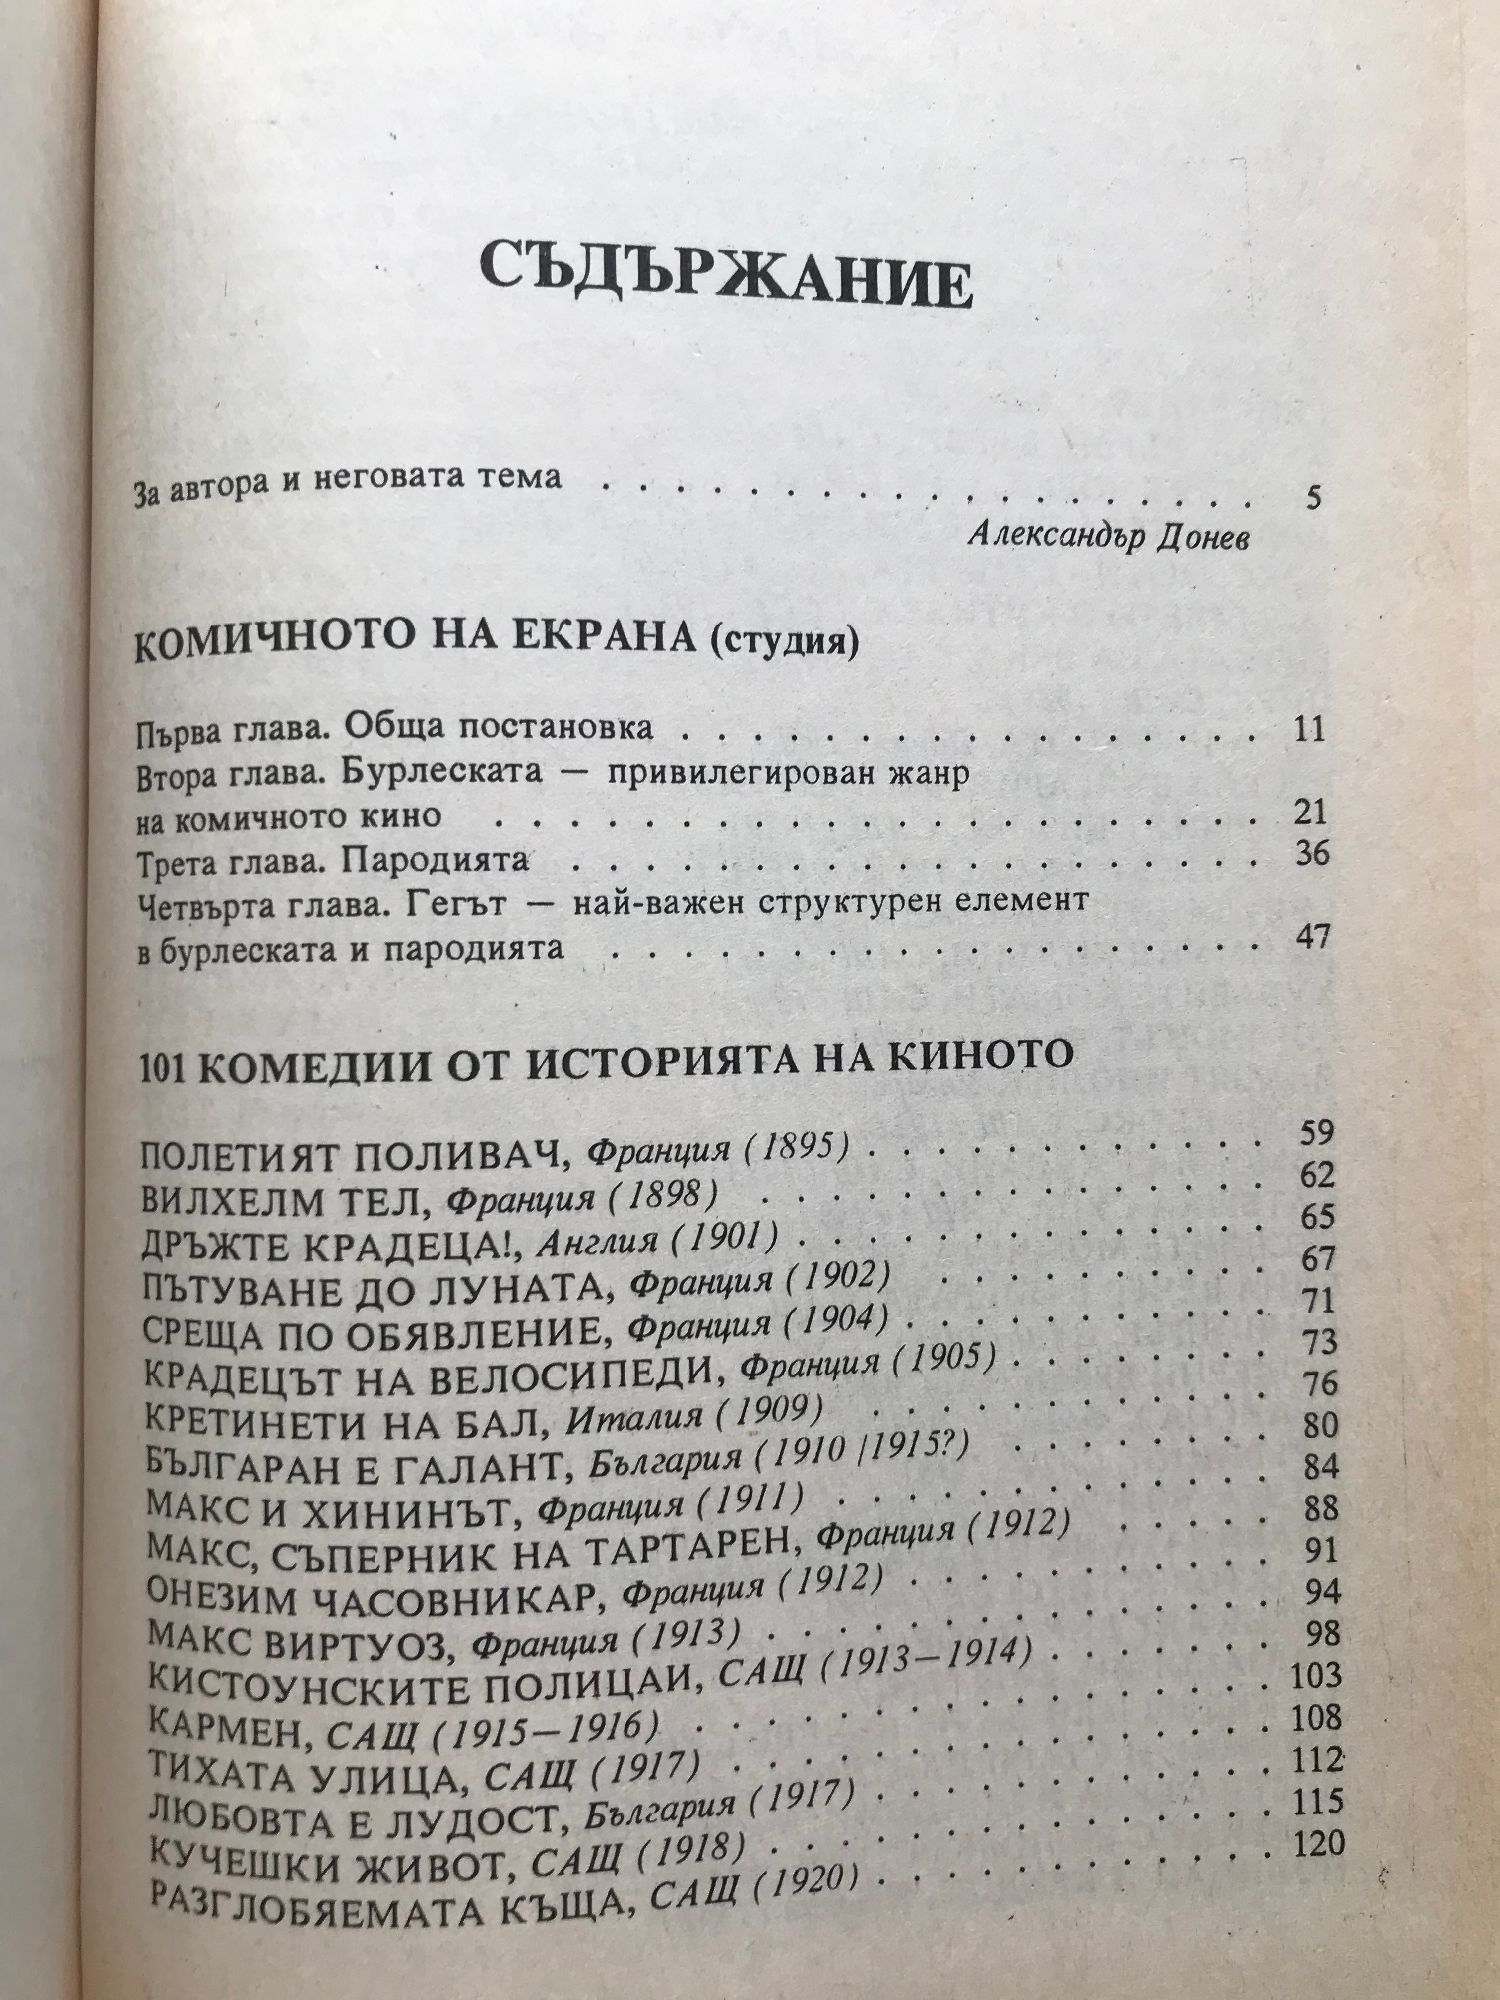 СЪДЪРЖАНИЕ
За автора и неговата тема . . . . . . . . . . . . . . . . . . . 5
Александър Донев
КОМИЧНОТО НА ЕКРАНА (студия)
Първа глава. Обща постановка . . . . . . . . . . . . . . . . . 11
Втора глава. Бурлеската — привилегирован жанр
на комичното кино . . . . . . . . . . . . . . . . . . . . . . 21
Трета глава. Пародията . . . . . . . . . . . . . . . . . . . . 36
Четвърта глава. Гегът — най-важен структурен елемент
в бурлеската и пародията . . . . . . . . . . . . . . . . . . . 47
101 КОМЕДИИ ОТ ИСТОРИЯТА НА КИНОТО
ПОЛЕТИЯТ ПОЛИВАЧ, Франция (1895) . . . . . . . . . . . . 59
ВИЛХЕЛМ ТЕЛ, Франция (1898) . . . . . . . . . . . . . . . 62
ДРЪЖТЕ КРАДЕЦА!, Англия (1901) . . . . . . . . . . . . . . 65
ПЪТУВАНЕ ДО ЛУНАТА, Франция (1902) . . . . . . . . . . 67
СРЕЩА ПО ОБЯВЛЕНИЕ, Франция (1904) . . . . . . . . . . . 71
КРАДЕЦЪТ НА ВЕЛОСИПЕДИ, Франция (1905) . . . . . . . . 73
КРЕТИНЕТИ НА БАЛ, Италия (1909) . . . . . . . . . . . . 76
БЪЛГАРАН Е ГАЛАНТ, България (1910 /1915?) . . . . . . . . 80
МАКС И ХИНИНЪТ, Франция (1911) . . . . . . . . . . . . . 84
МАКС, СЪПЕРНИК НА ТАРТАРЕН, Франция (1912) . . . . . 88
ОНЕЗИМ ЧАСОВНИКАР, Франция (1912) . . . . . . . . . . . 91
МАКС ВИРТУОЗ, Франция (1913) . . . . . . . . . . . . . . . 94
КИСТОУНСКИТЕ ПОЛИЦАИ, САЩ (1913—1914) . . . . . . . 98
КАРМЕН, САЩ (1915—1916) . . . . . . . . . . . . . . . . . 103
ТИХАТА УЛИЦА, САЩ (1917) . . . . . . . . . . . . . . . . 108
ЛЮБОВТА Е ЛУДОСТ, България (1917) . . . . . . . . . . . . 112
КУЧЕШКИ ЖИВОТ, САЩ (1918) . . . . . . . . . . . . . . . 115
РАЗГЛОБЯЕМАТА КЪЩА, САЩ (1920) . . . . . . . . . . . . 120